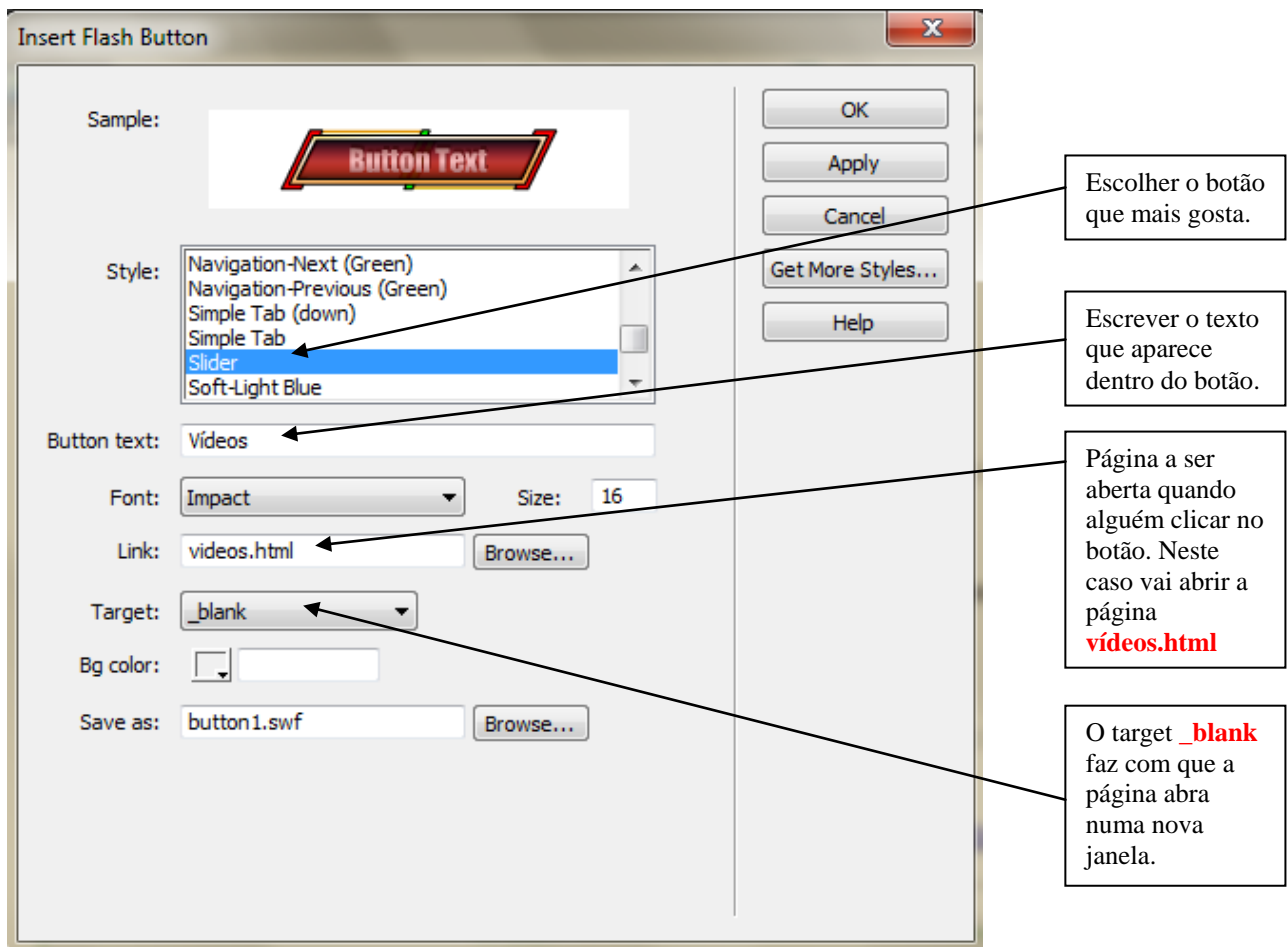 Insert Flash Button
Sample:
Button Text
Style:
Navigation-Next (Green)
Navigation-Previous (Green)
Simple Tab (down)
Simple Tab
Slider
Soft-Light Blue
Button text:
Vídeos
Font:
Impact
Size:
16
Link:
videos.html
Browse...
Target:
_blank
Bg color:
Save as:
button1.swf
Browse...
OK
Apply
Cancel
Get More Styles...
Help
Escolher o botão
que mais gosta.
Escrever o texto
que aparece
dentro do botão.
Página a ser
aberta quando
alguém clicar no
botão. Neste
caso vai abrir a
página
vídeos.html
O target _blank
faz com que a
página abra
numa nova
janela.